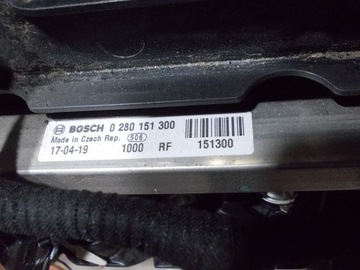 BOSCH 0 280 151 300
Made in Czech Rep. 506
17-04-19 1000 RF 151300